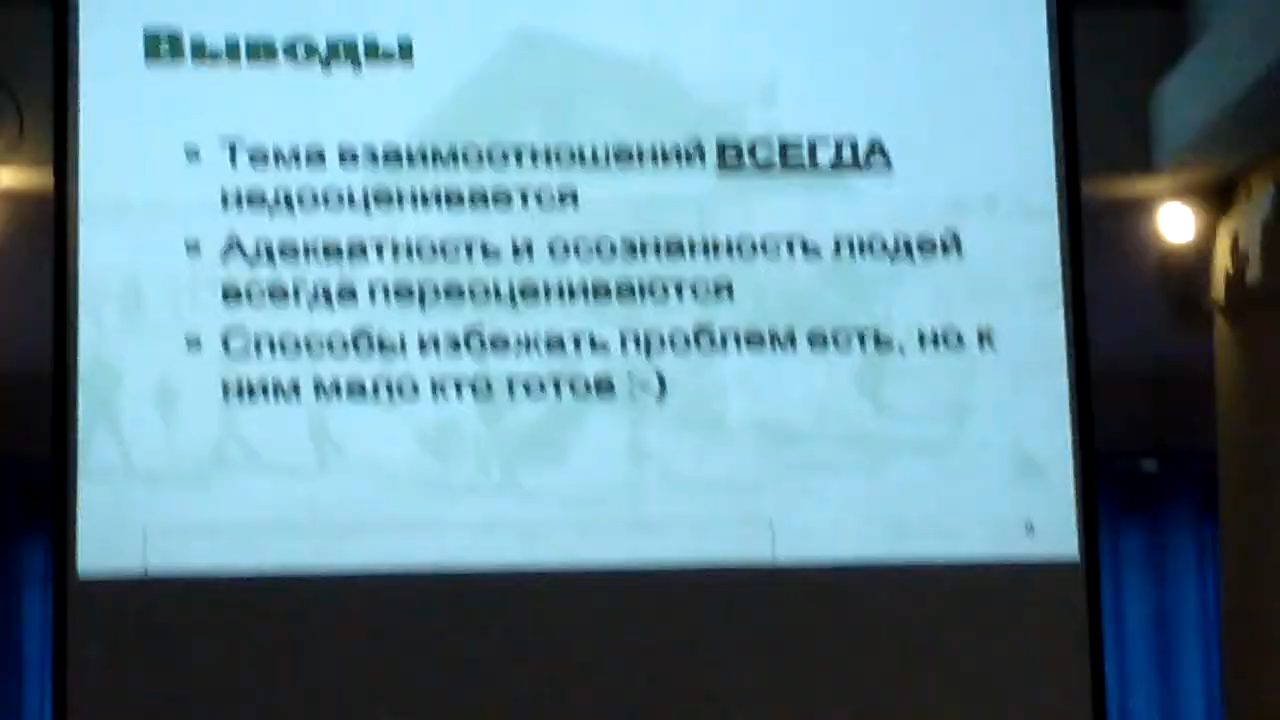 Выводы
Тема взаимоотношений ВСЕГДА
недооценивается
Адекватность и осознанность людей
всегда переоцениваются
Способы избежать проблем есть, но к
ним мало кто готов :-)